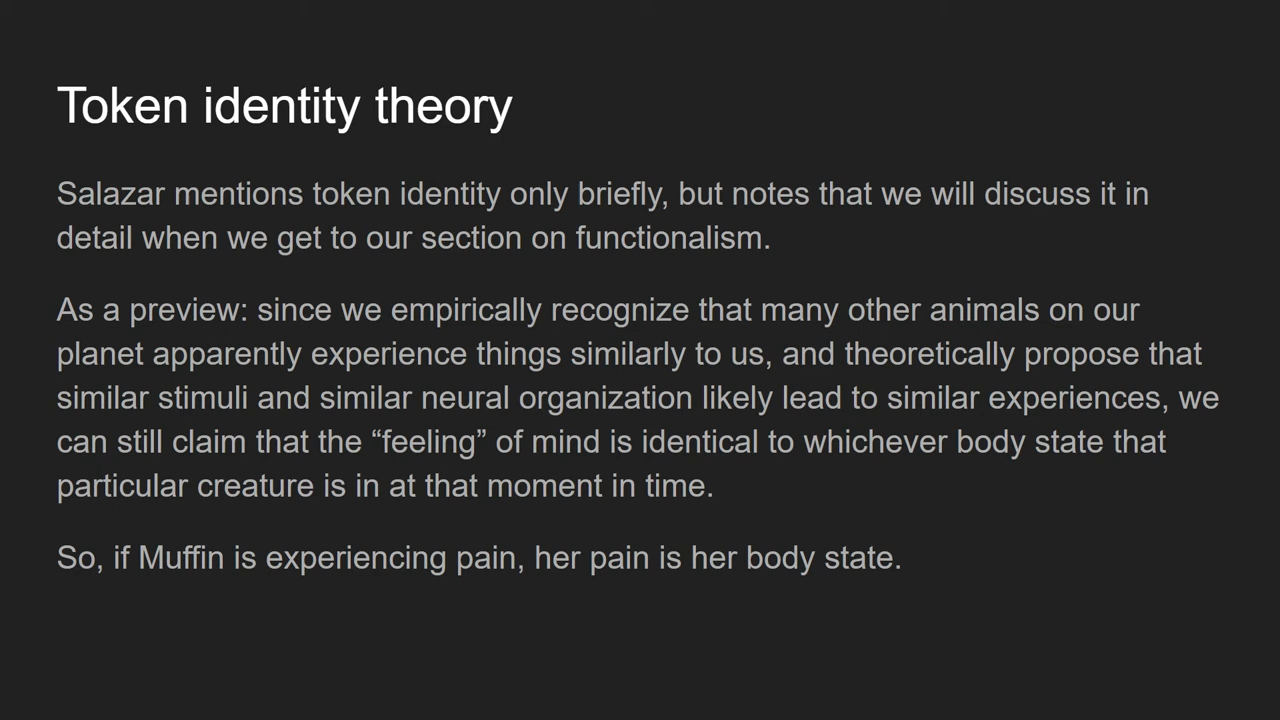 Token identity theory
Salazar mentions token identity only briefly, but notes that we will discuss it in
detail when we get to our section on functionalism.
As a preview: since we empirically recognize that many other animals on our
planet apparently experience things similarly to us, and theoretically propose that
similar stimuli and similar neural organization likely lead to similar experiences, we
can still claim that the “feeling” of mind is identical to whichever body state that
particular creature is in at that moment in time.
So, if Muffin is experiencing pain, her pain is her body state.